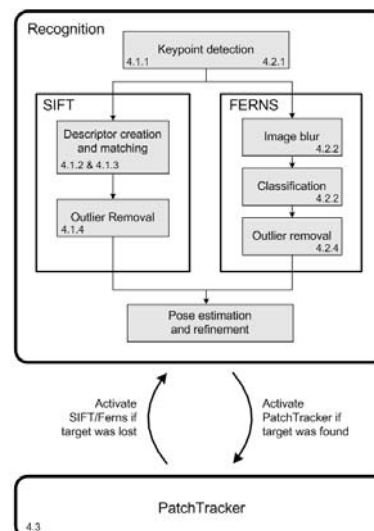 Recognition
Keypoint detection
4.1.1
4.2.1
SIFT
Descriptor creation
and matching
4.1.2 & 4.1.3
Outlier Removal
4.1.4
FERNS
Image blur
4.2.2
Classification
4.2.2
Outlier removal
4.2.4
Pose estimation
and refinement
Activate
SIFT/Ferns if
target was lost
Activate
PatchTracker if
target was found
PatchTracker
4.3